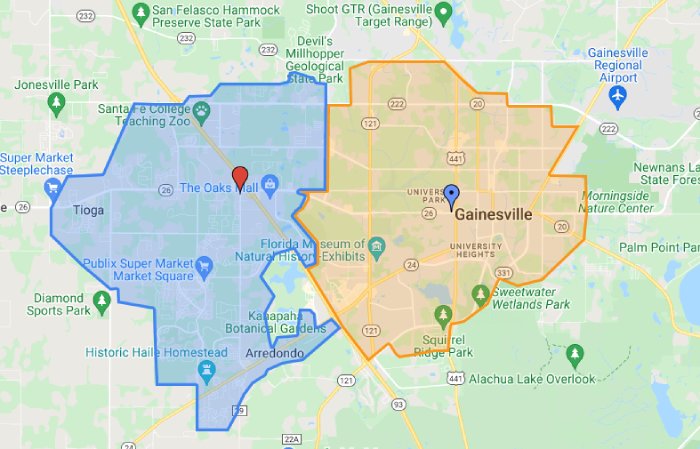 San Felasco Hammock
Preserve State Park
232
Shoot GTR (Gainesville
Target Range)
232
232
Devil's
Millhopper
Geological
State Park
Gainesville
Regional
Airport
Jonesville Park
Santa Fe College
Teaching Zoo
222
20
121
441
Super Market
Steeplechase
Newnans L
State Fores
26
The Oaks Mall
UNIVERSI
PARK
Morningside
Nature Center
e
26
Tioga
26
Gainesville
20
Florida Museum of
Natural History-
Exhibits
UNIVERSITY
HEIGHTS
Palm Point Par
Publix Super Market
Market Square
24
331
Diamond
Sports Park
Sweetwater
Wetlands Park
Kanapaha
Botanical Gardens
121
Squirrel
Ridge Park
Historic Haile Homestead
Arredondo
Alachua Lake Overlook
121
441
93
29
22A